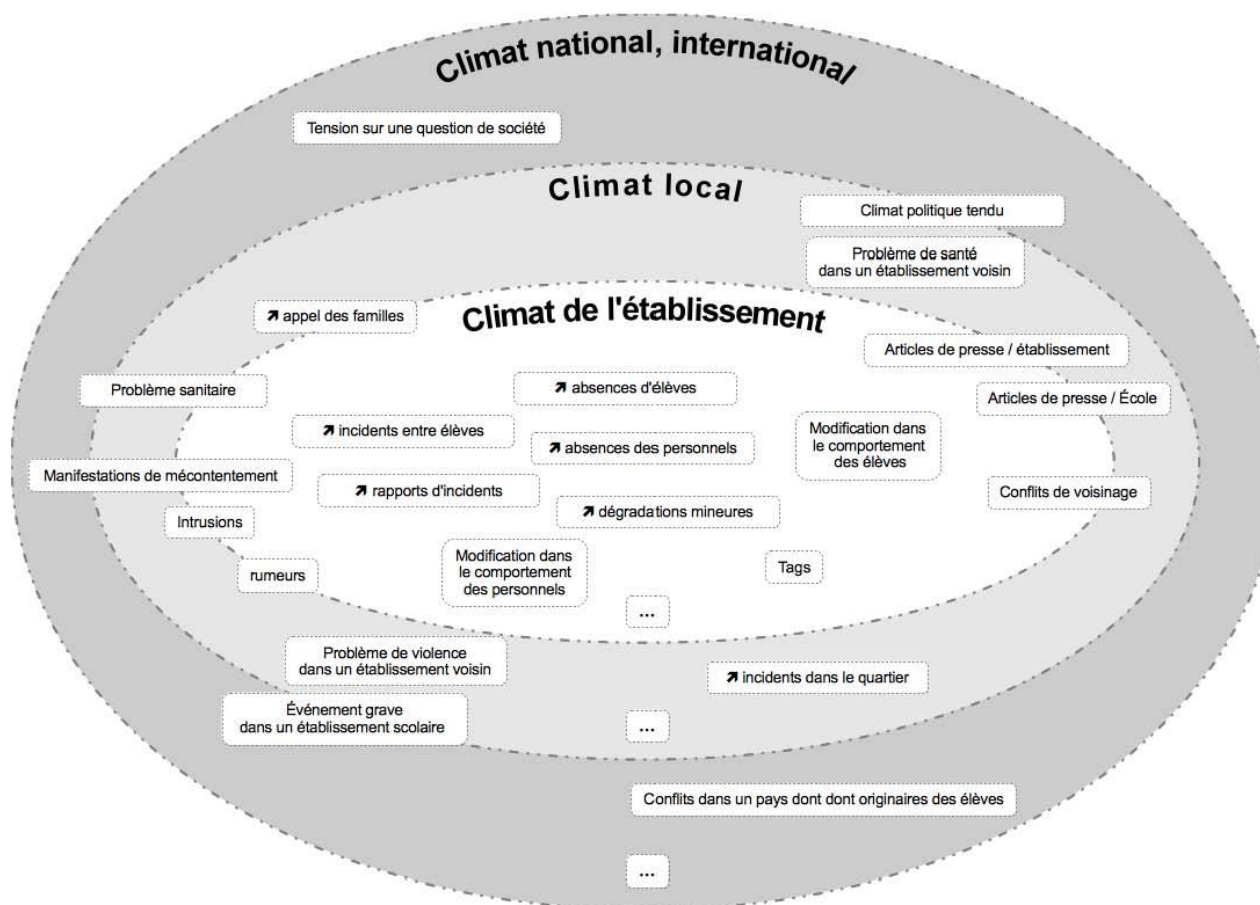 Climat national, international
Tension sur une question de société
Climat local
Climat politique tendu
Problème de santé
dans un établissement voisin
Climat de l'établissement
↗ appel des familles
Articles de presse / établissement
Problème sanitaire
↗ absences d'élèves
Articles de presse / École
↗ incidents entre élèves
↗ absences des personnels
Modification dans
le comportement
des élèves
Manifestations de mécontentement
↗ rapports d'incidents
Conflits de voisinage
Intrusions
↗ dégradations mineures
rumeurs
Modification dans
le comportement
des personnels
Tags
...
Problème de violence
dans un établissement voisin
↗ incidents dans le quartier
Événement grave
dans un établissement scolaire
...
Conflits dans un pays dont dont originaires des élèves
...